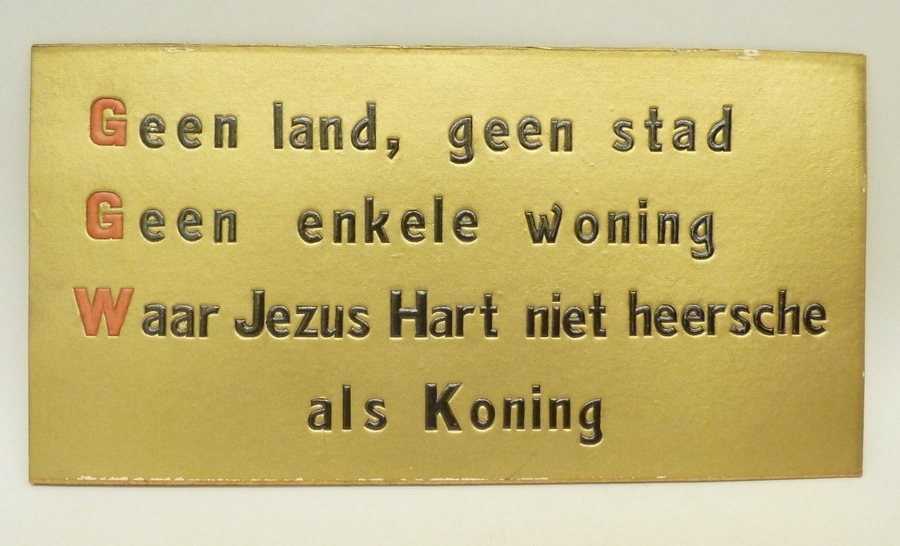 Geen land, geen stad
Geen enkele woning
Waar Jezus Hart niet heersche
als Koning